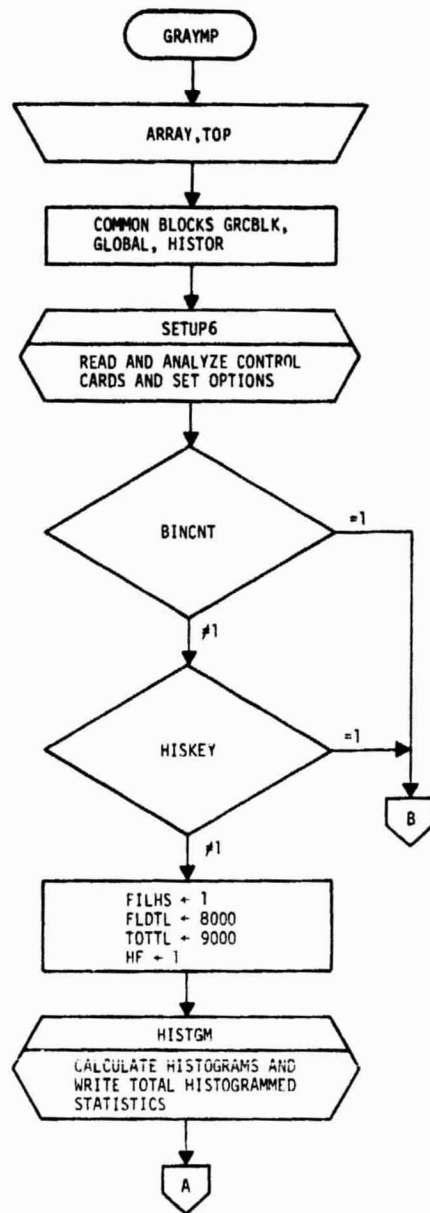 GRAYMP
ARRAY,TOP
COMMON BLOCKS GRCBLK,
GLOBAL, HISTOR
SETUP6
READ AND ANALYZE CONTROL
CARDS AND SET OPTIONS
BINCNT
=1
≠1
HISKEY
=1
B
≠1
FILHS ← 1
FLDTL ← 8000
TOTTL ← 9000
HF ← 1
HISTGM
CALCULATE HISTOGRAMS AND
WRITE TOTAL HISTOGRAMMED
STATISTICS
A